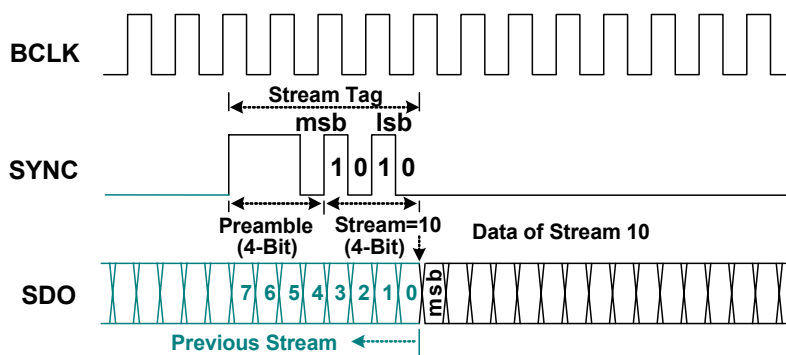 BCLK
Stream Tag
msb lsb
SYNC
1 0 1 0
Preamble
(4-Bit)
Stream=10
(4-Bit)
Data of Stream 10
SDO
7 6 5 4 3 2 1 0
msb
Previous Stream